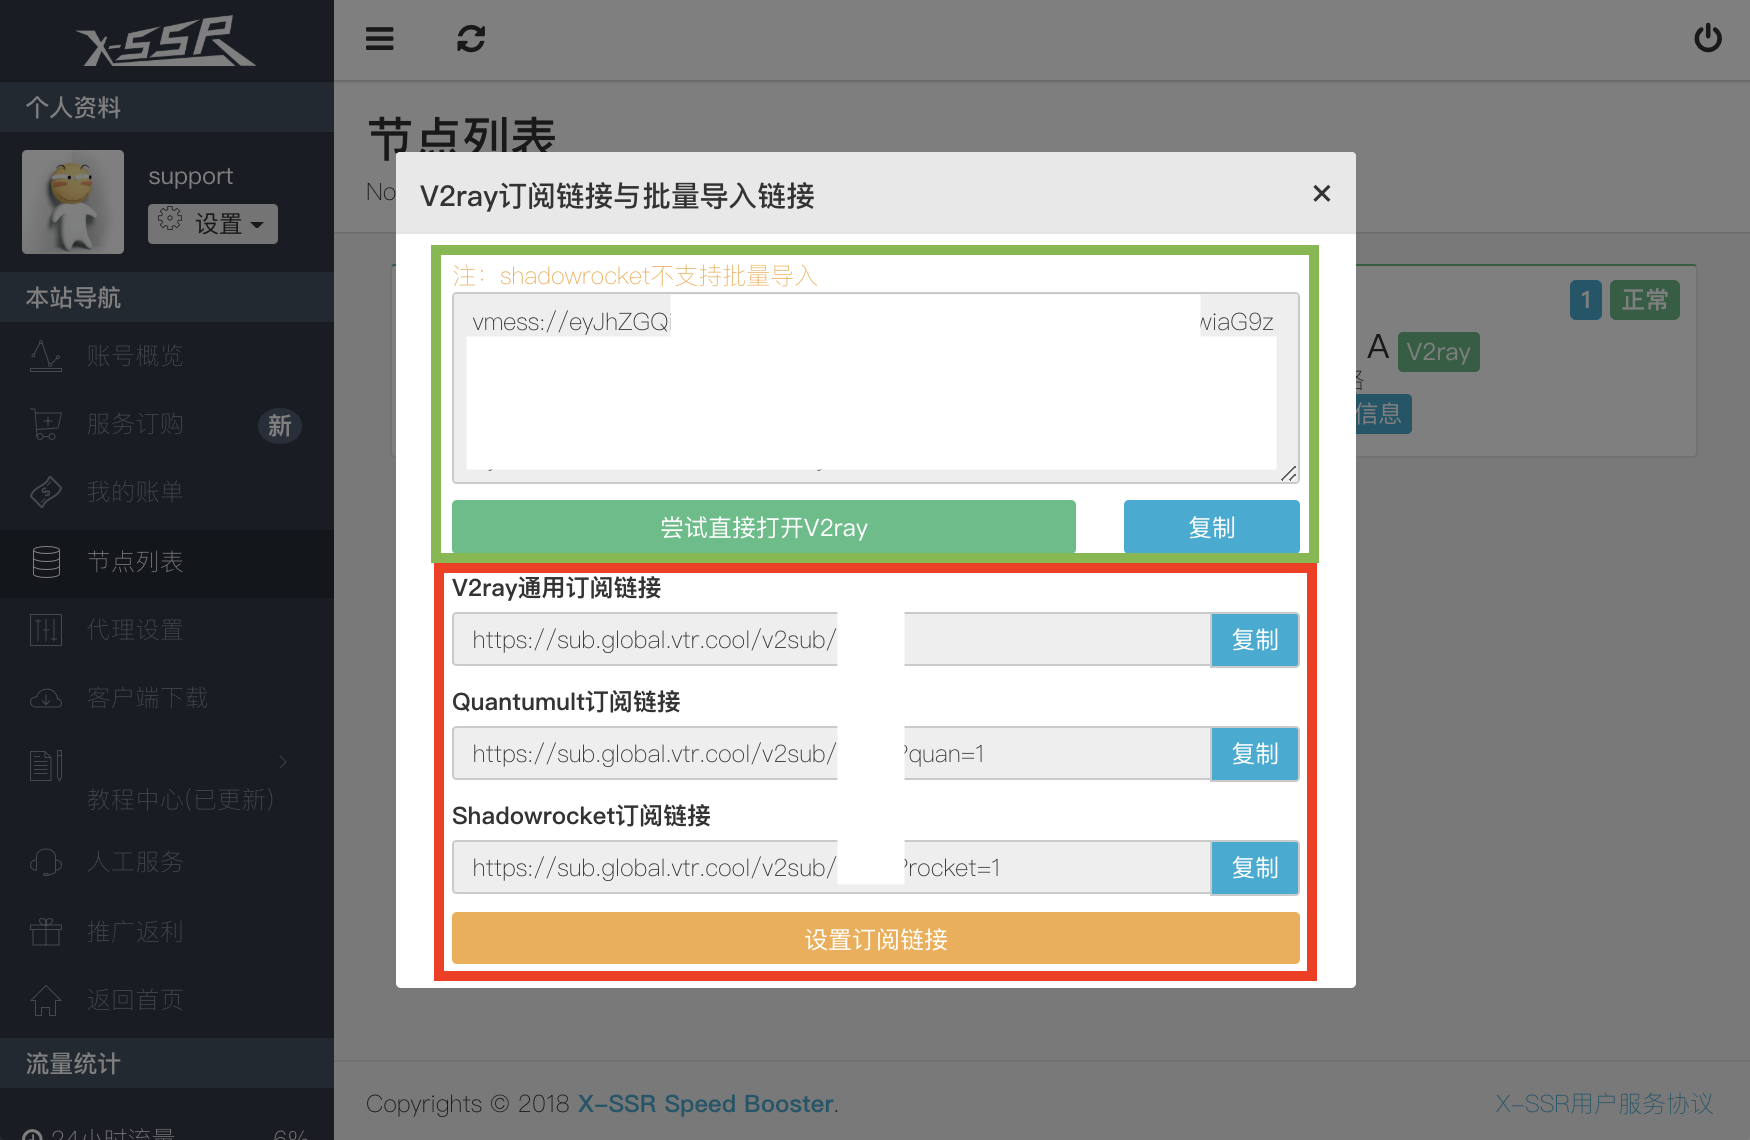 X-SSR
个人资料
support
设置
本站导航
账号概览
服务订购 新
我的账单
节点列表
代理设置
客户端下载
教程中心(已更新)
人工服务
推广返利
返回首页
流量统计
24小时流量 6%
节点列表
No
V2ray订阅链接与批量导入链接 ×
注：shadowrocket不支持批量导入
vmess://eyJhZGQi wiaG9z
尝试直接打开V2ray 复制
V2ray通用订阅链接
https://sub.global.vtr.cool/v2sub/ 复制
Quantumult订阅链接
https://sub.global.vtr.cool/v2sub/ ?quan=1 复制
Shadowrocket订阅链接
https://sub.global.vtr.cool/v2sub/ ?rocket=1 复制
设置订阅链接
1 正常
A V2ray
信息
Copyrights © 2018 X-SSR Speed Booster.
X-SSR用户服务协议